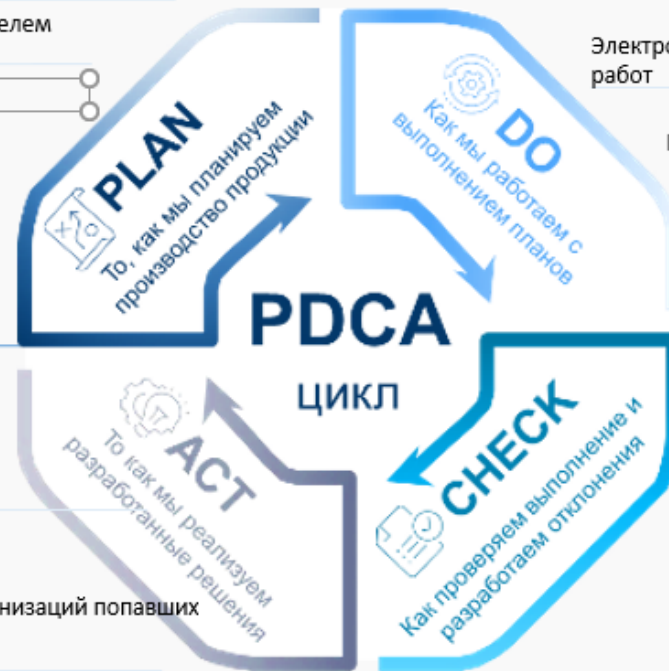 PLAN
То, как мы планируем
производство продукции
Электро
работ
DO
Как мы работаем с
выполнением планов
PDCA
ЦИКЛ
ACT
То как мы реализуем
разработанные решения
CHECK
Как проверяем выполнение и
разработаем отклонения
низаций попавших